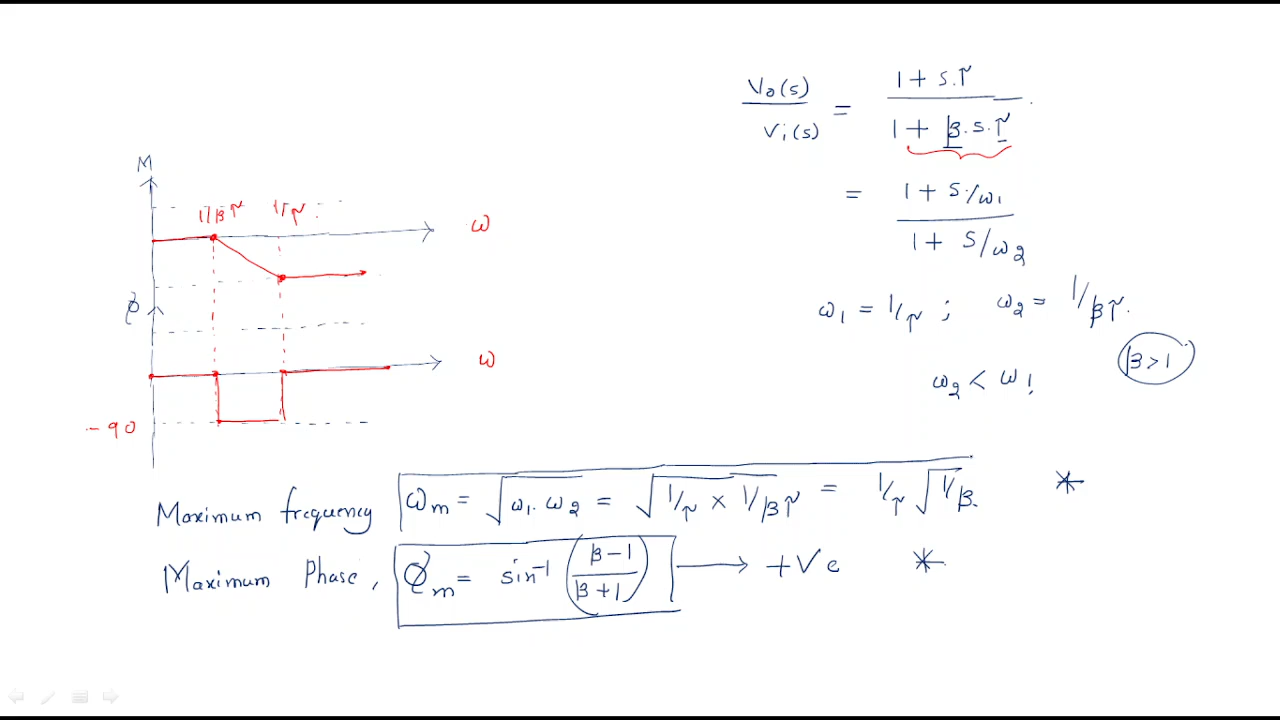 Vo(s)/Vi(s) = (1 + s.τ)/(1 + β.s.τ)
= (1 + s/ω1)/(1 + s/ω2)
ω1 = 1/τ ; ω2 = 1/βτ.
β > 1
ω2 < ω1
M
1/βτ 1/τ.
ω
φ
ω
-90
Maximum frequency ωm = √ω1.ω2 = √1/τ × 1/βτ = 1/τ √1/β. *
Maximum Phase, φm = sin⁻¹ (β-1/β+1) → +Ve *